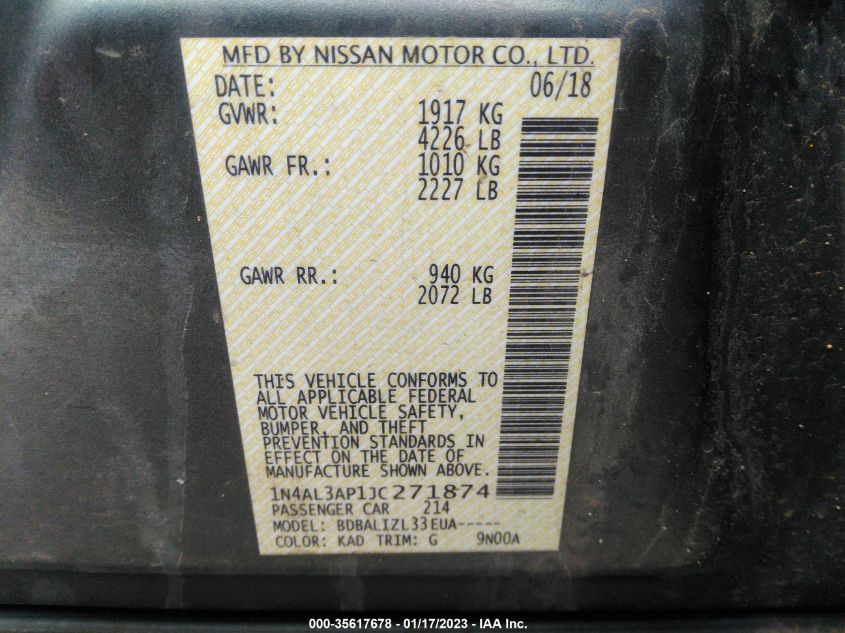 MFD BY NISSAN MOTOR CO., LTD.
DATE: 06/18
GVWR: 1917 KG
4226 LB
GAWR FR.: 1010 KG
2227 LB
GAWR RR.: 940 KG
2072 LB
THIS VEHICLE CONFORMS TO
ALL APPLICABLE FEDERAL
MOTOR VEHICLE SAFETY,
BUMPER, AND THEFT
PREVENTION STANDARDS IN
EFFECT ON THE DATE OF
MANUFACTURE SHOWN ABOVE.
1N4AL3AP1JC271874
PASSENGER CAR 214
MODEL: BDBALIZL33EUA-----
COLOR: KAD TRIM: G 9N00A
000-35617678 - 01/17/2023 - IAA Inc.